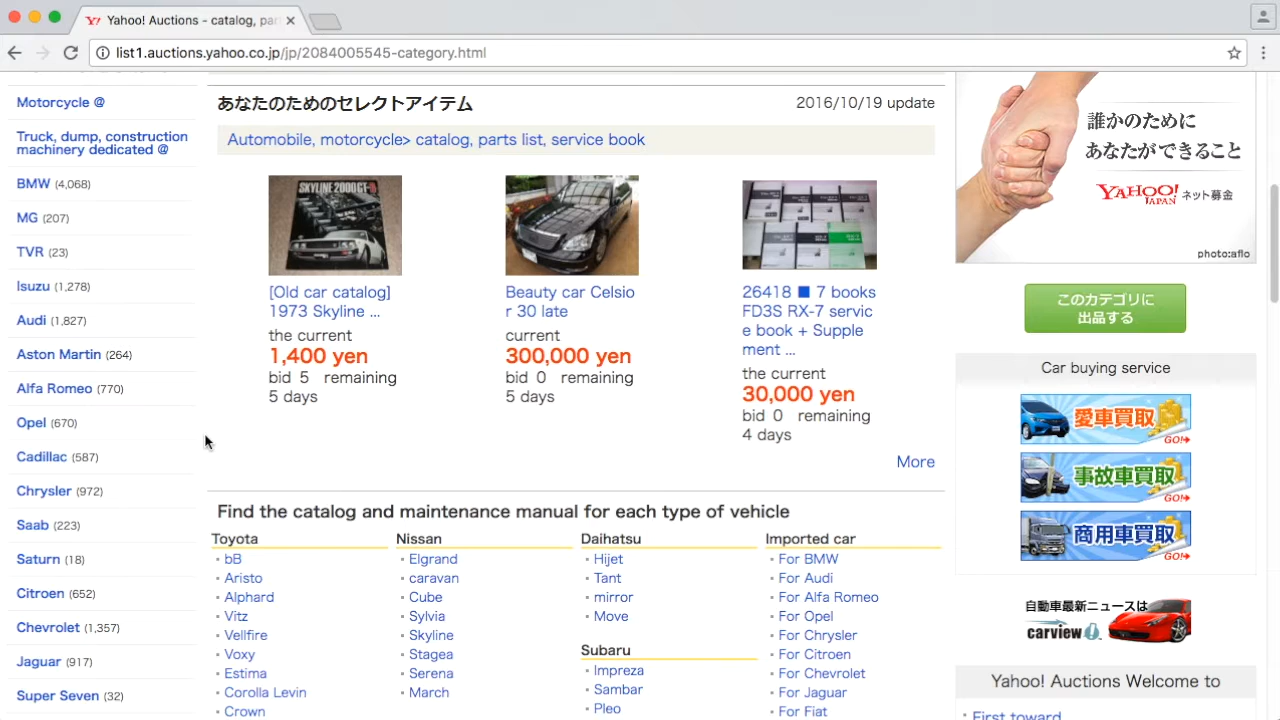 Yahoo! Auctions - catalog, par
list1.auctions.yahoo.co.jp/jp/2084005545-category.html
Motorcycle @
Truck, dump, construction
machinery dedicated @
BMW (4,068)
MG (207)
TVR (23)
Isuzu (1,278)
Audi (1,827)
Aston Martin (264)
Alfa Romeo (770)
Opel (670)
Cadillac (587)
Chrysler (972)
Saab (223)
Saturn (18)
Citroen (652)
Chevrolet (1,357)
Jaguar (917)
Super Seven (32)
あなたのためのセレクトアイテム
2016/10/19 update
Automobile, motorcycle> catalog, parts list, service book
SKYLINE 2000GT-R
[Old car catalog]
1973 Skyline ...
the current
1,400 yen
bid 5 remaining
5 days
Beauty car Celsio
r 30 late
current
300,000 yen
bid 0 remaining
5 days
26418 ■ 7 books
FD3S RX-7 servic
e book + Supple
ment ...
the current
30,000 yen
bid 0 remaining
4 days
More
Find the catalog and maintenance manual for each type of vehicle
Toyota
・bB
・Aristo
・Alphard
・Vitz
・Vellfire
・Voxy
・Estima
・Corolla Levin
・Crown
Nissan
・Elgrand
・caravan
・Cube
・Sylvia
・Skyline
・Stagea
・Serena
・March
Daihatsu
・Hijet
・Tant
・mirror
・Move
Subaru
・Impreza
・Sambar
・Pleo
Imported car
・For BMW
・For Audi
・For Alfa Romeo
・For Opel
・For Chrysler
・For Citroen
・For Chevrolet
・For Jaguar
・For Fiat
誰かのために
あなたができること
YAHOO! JAPAN ネット募金
photo:aflo
このカテゴリに
出品する
Car buying service
愛車買取
GO!
事故車買取
GO!
商用車買取
GO!
自動車最新ニュースは
carview!
Yahoo! Auctions Welcome to
・First toward